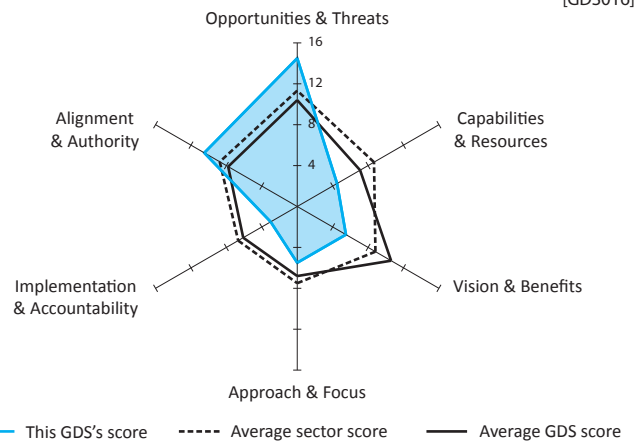 [GDS016]
Opportunities & Threats
16
12
8
4
Alignment
& Authority
Capabilities
& Resources
Implementation
& Accountability
Vision & Benefits
Approach & Focus
This GDS's score
Average sector score
Average GDS score